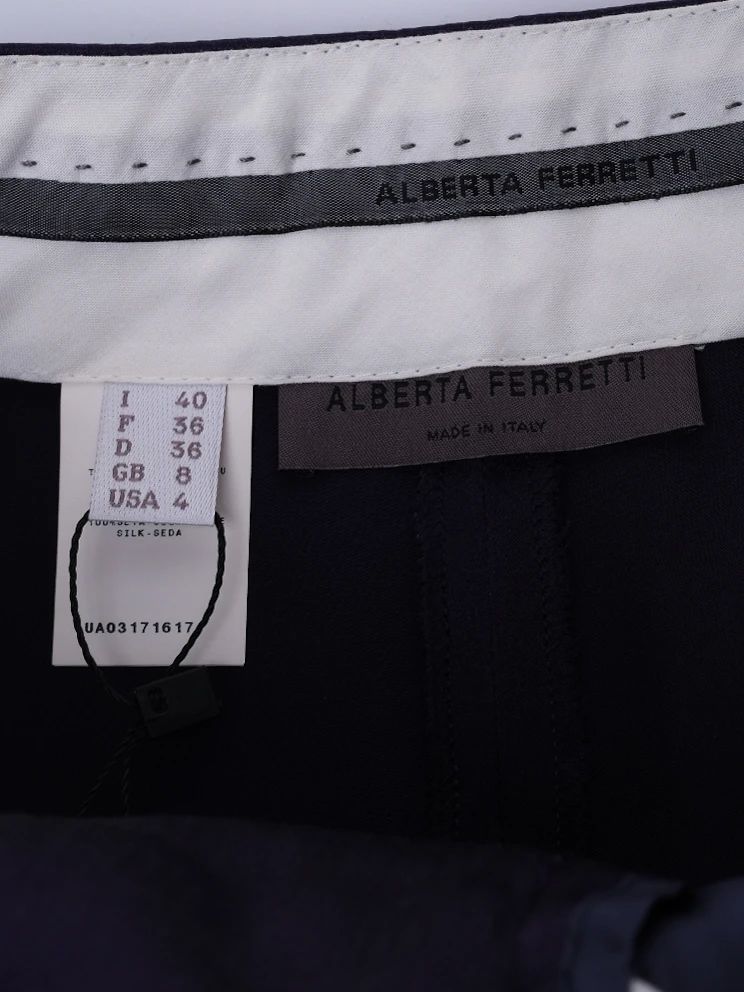 ALBERTA FERRETTI
ALBERTA FERRETTI
MADE IN ITALY
I 40
F 36
D 36
GB 8
USA 4
SILK-SEDA
UA03171617